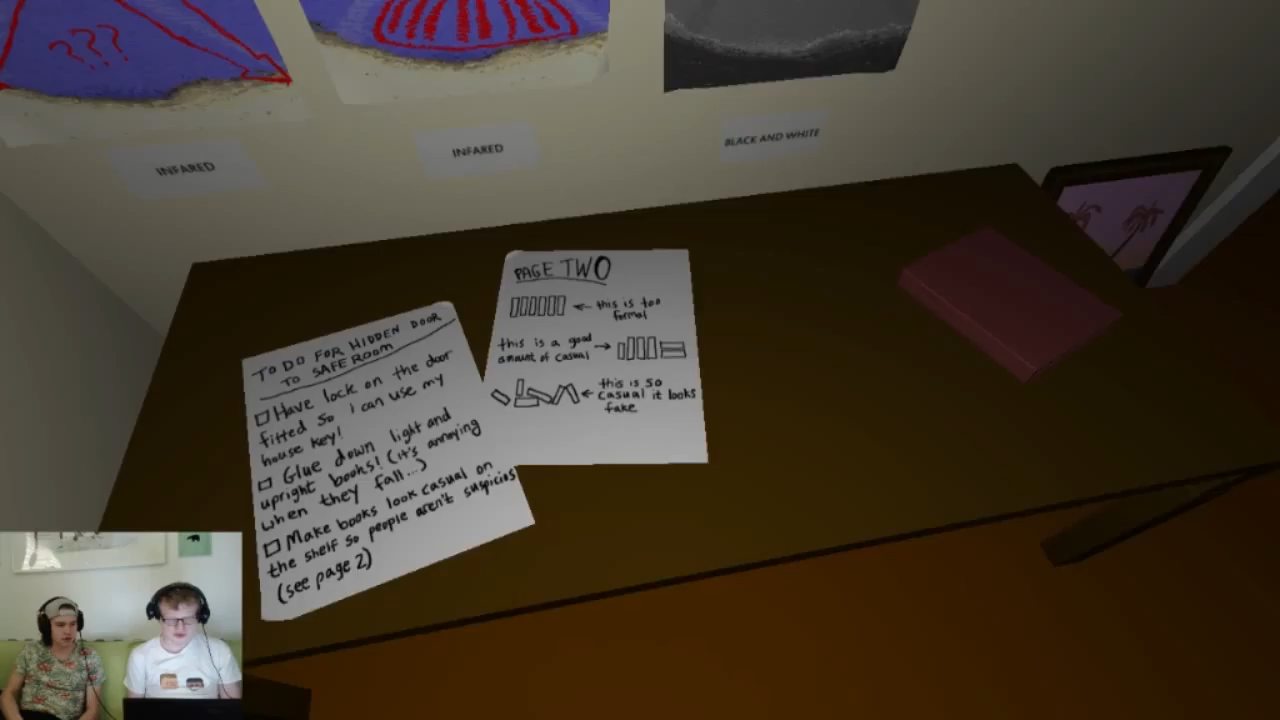 ???
INFARED
INFARED
BLACK AND WHITE
TO DO FOR HIDDEN DOOR
TO SAFE ROOM
Have lock on the door
fitted so I can use my
house key!
Glue down light and
upright books! (it's annoying
when they fall...)
Make books look casual on
the shelf so people aren't suspicios
(see page 2)
PAGE TWO
this is too
formal
this is a good
amount of casual
this is so
casual it looks
fake